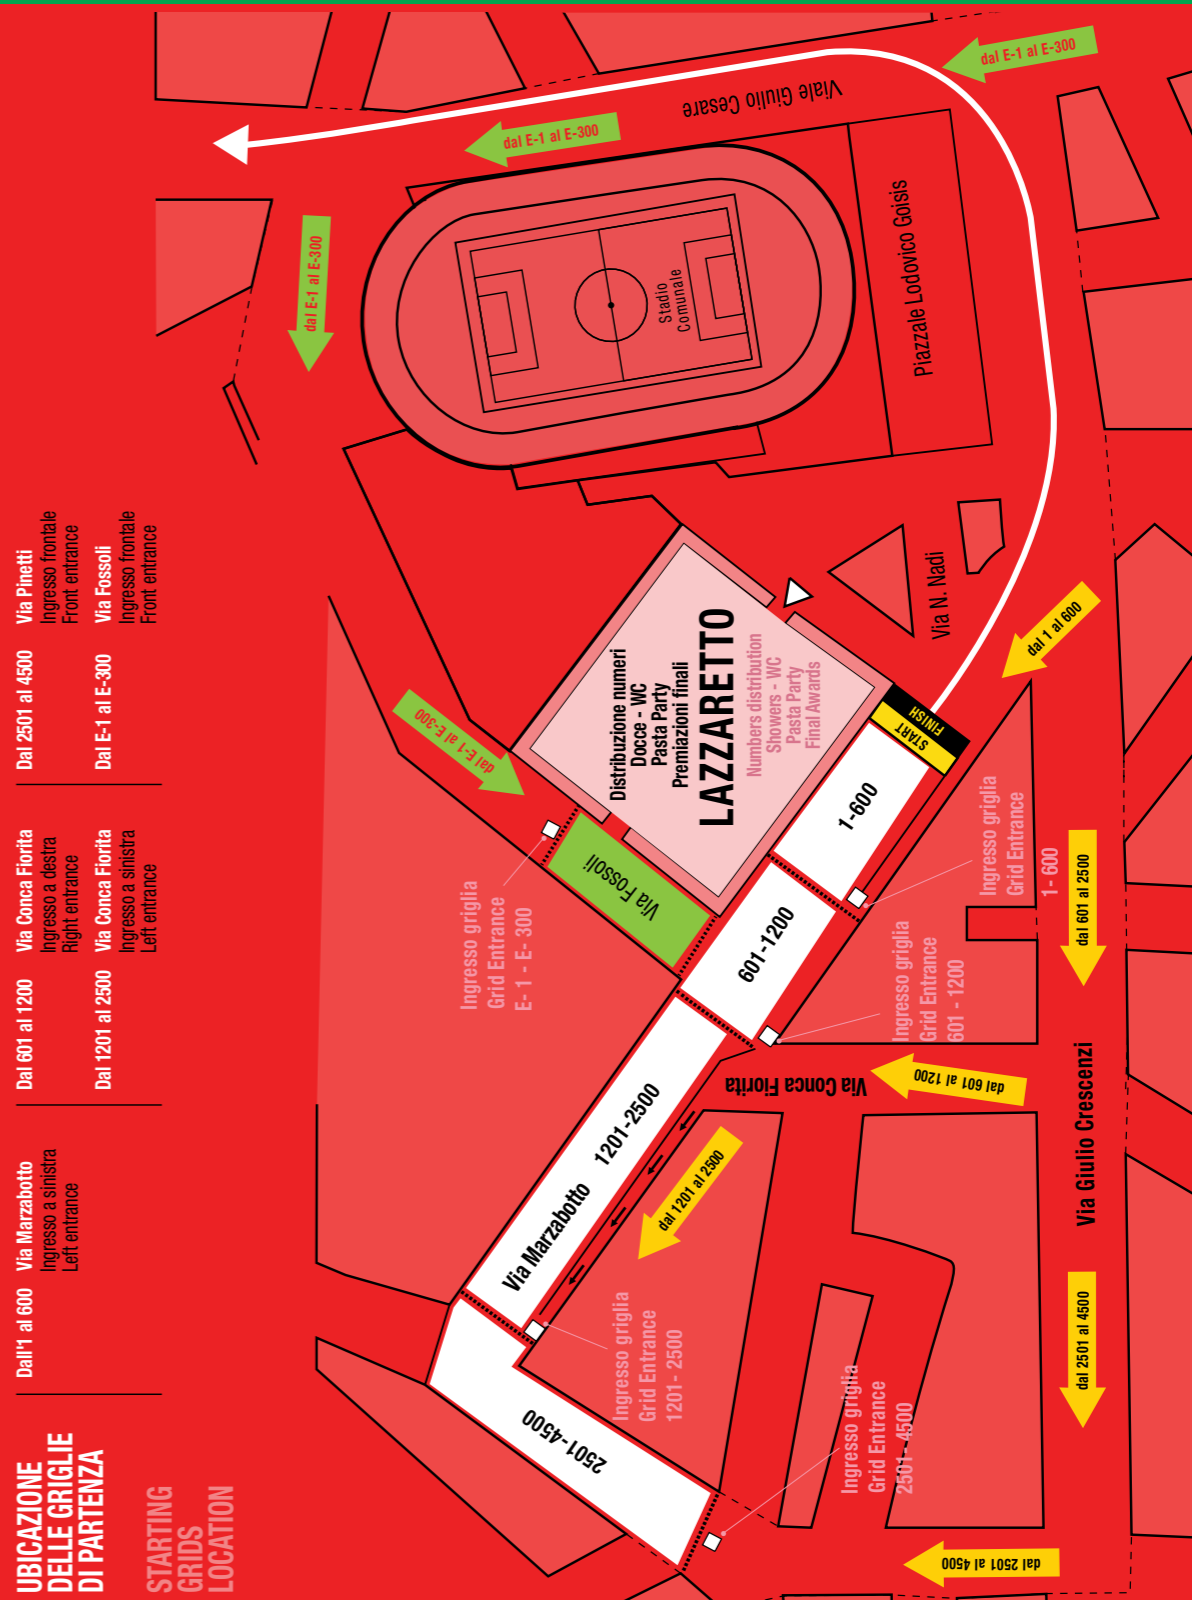 UBICAZIONE
DELLE GRIGLIE
DI PARTENZA
STARTING
GRIDS
LOCATION
Dall'1 al 600 Via Marzabotto
Ingresso a sinistra
Left entrance
Dal 601 al 1200 Via Conca Fiorita
Ingresso a destra
Right entrance
Dal 1201 al 2500 Via Conca Fiorita
Ingresso a sinistra
Left entrance
Dal 2501 al 4500 Via Pinetti
Ingresso frontale
Front entrance
Dal E-1 al E-300 Via Fossoli
Ingresso frontale
Front entrance
dal E-1 al E-300
Viale Giulio Cesare
dal E-1 al E-300
dal E-1 al E-300
Stadio
Comunale
Piazzale Lodovico Goisis
Via N. Nadi
dal 1 al 600
dal E-1 al E-300
Distribuzione numeri
Docce - WC
Pasta Party
Premiazioni finali
LAZZARETTO
Numbers distribution
Showers - WC
Pasta Party
Final Awards
START
FINISH
1-600
Via Fossoli
601-1200
Ingresso griglia
Grid Entrance
E- 1 - E- 300
Ingresso griglia
Grid Entrance
1- 600
dal 601 al 2500
Ingresso griglia
Grid Entrance
601 - 1200
Via Conca Fiorita
dal 601 al 1200
Via Giulio Crescenzi
Via Marzabotto 1201-2500
dal 1201 al 2500
Ingresso griglia
Grid Entrance
1201- 2500
dal 2501 al 4500
2501-4500
Ingresso griglia
Grid Entrance
2501- 4500
dal 2501 al 4500